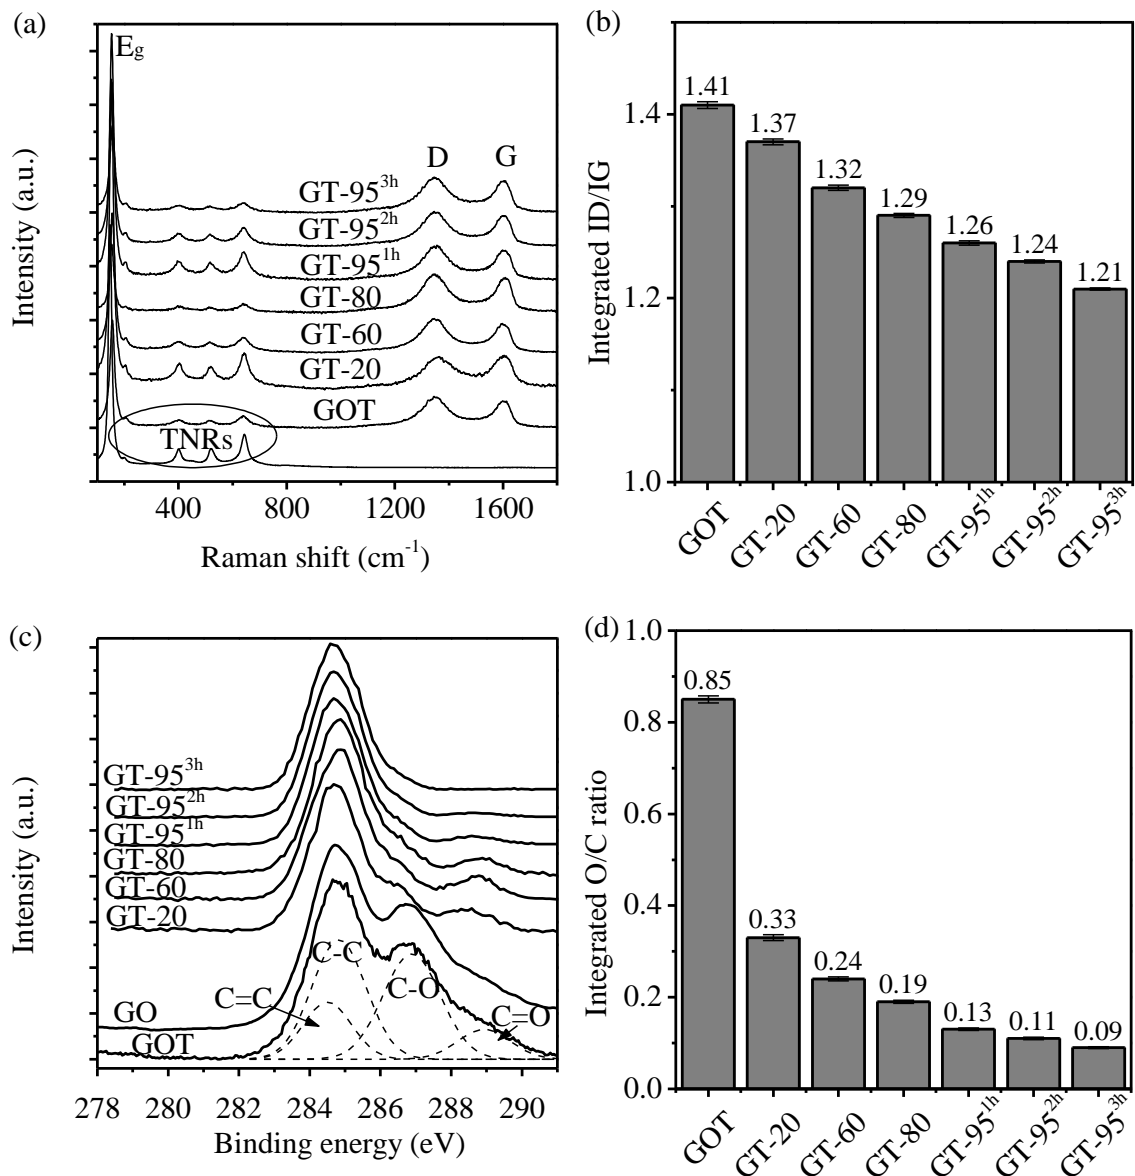 (a)
E_g
D
G
GT-95^3h
GT-95^2h
GT-95^1h
GT-80
GT-60
GT-20
GOT
TNRs
Intensity (a.u.)
400 800 1200 1600
Raman shift (cm^-1)
(b)
1.41
1.37
1.32
1.29
1.26
1.24
1.21
1.4
1.2
1.0
Integrated ID/IG
GOT GT-20 GT-60 GT-80 GT-95^1h GT-95^2h GT-95^3h
(c)
GT-95^3h
GT-95^2h
GT-95^1h
GT-80
GT-60
GT-20
GO
GOT
C-C
C-O
C=C
C=O
Intensity (a.u.)
278 280 282 284 286 288 290
Binding energy (eV)
(d)
0.85
0.33
0.24
0.19
0.13
0.11
0.09
1.0
0.8
0.6
0.4
0.2
0.0
Integrated O/C ratio
GOT GT-20 GT-60 GT-80 GT-95^1h GT-95^2h GT-95^3h